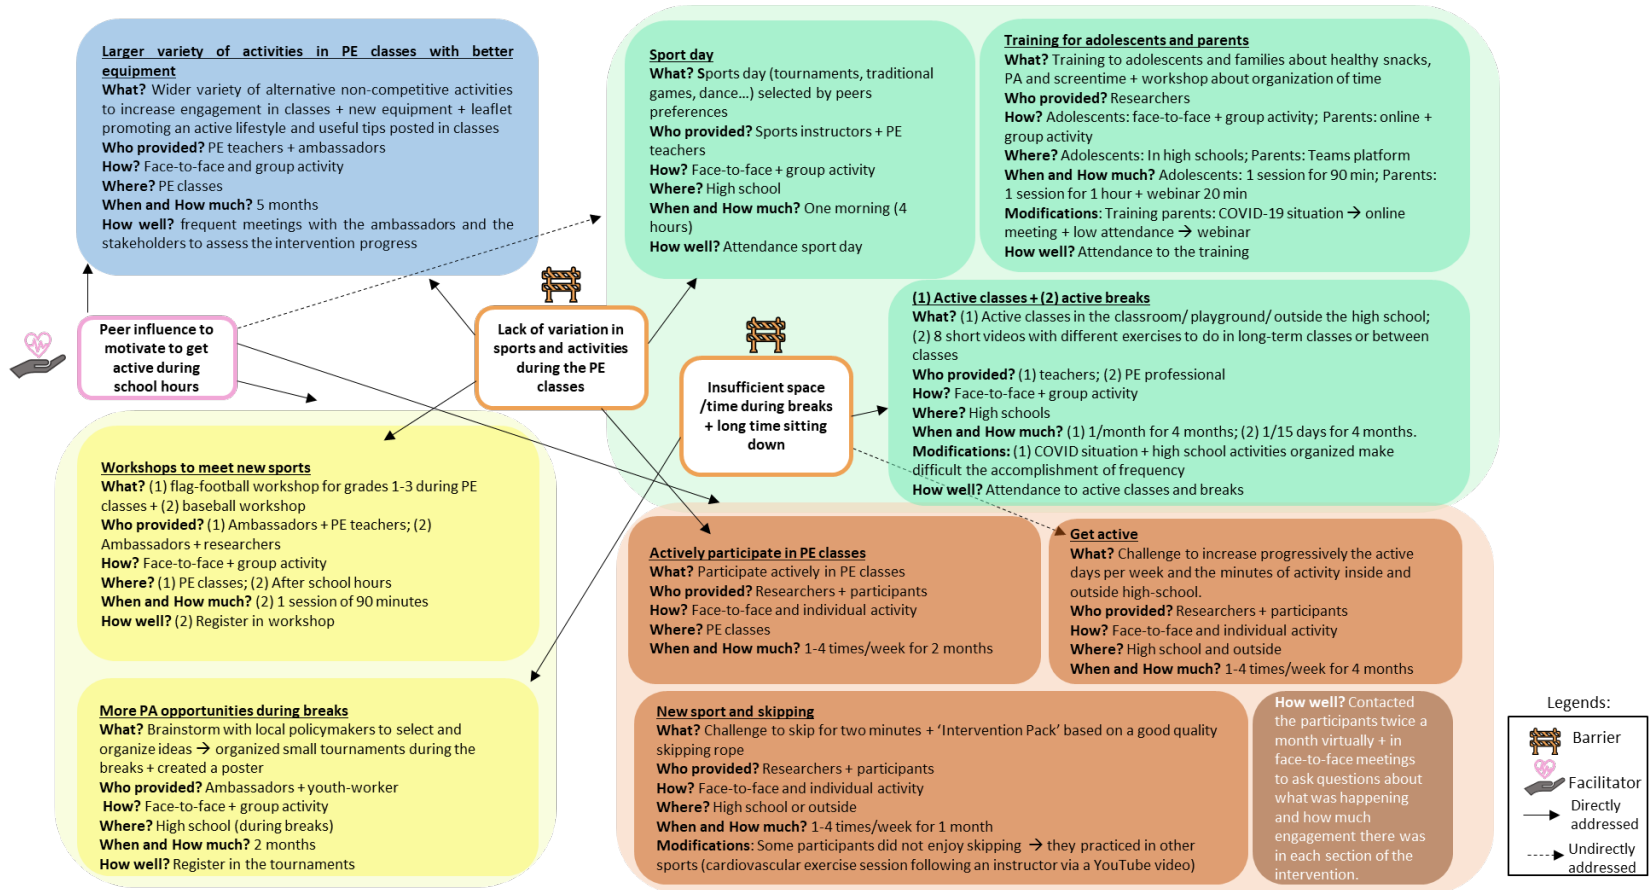 Larger variety of activities in PE classes with better
equipment
What? Wider variety of alternative non-competitive activities
to increase engagement in classes + new equipment + leaflet
promoting an active lifestyle and useful tips posted in classes
Who provided? PE teachers + ambassadors
How? Face-to-face and group activity
Where? PE classes
When and How much? 5 months
How well? frequent meetings with the ambassadors and the
stakeholders to assess the intervention progress
Sport day
What? Sports day (tournaments, traditional
games, dance...) selected by peers
preferences
Who provided? Sports instructors + PE
teachers
How? Face-to-face + group activity
Where? High school
When and How much? One morning (4
hours)
How well? Attendance sport day
Training for adolescents and parents
What? Training to adolescents and families about healthy snacks,
PA and screentime + workshop about organization of time
Who provided? Researchers
How? Adolescents: face-to-face + group activity; Parents: online +
group activity
Where? Adolescents: In high schools; Parents: Teams platform
When and How much? Adolescents: 1 session for 90 min; Parents:
1 session for 1 hour + webinar 20 min
Modifications: Training parents: COVID-19 situation → online
meeting + low attendance → webinar
How well? Attendance to the training
Peer influence to
motivate to get
active during
school hours
Lack of variation in
sports and activities
during the PE
classes
Insufficient space
/time during breaks
+ long time sitting
down
(1) Active classes + (2) active breaks
What? (1) Active classes in the classroom/ playground/ outside the high school;
(2) 8 short videos with different exercises to do in long-term classes or between
classes
Who provided? (1) teachers; (2) PE professional
How? Face-to-face + group activity
Where? High schools
When and How much? (1) 1/month for 4 months; (2) 1/15 days for 4 months.
Modifications: (1) COVID situation + high school activities organized make
difficult the accomplishment of frequency
How well? Attendance to active classes and breaks
Workshops to meet new sports
What? (1) flag-football workshop for grades 1-3 during PE
classes + (2) baseball workshop
Who provided? (1) Ambassadors + PE teachers; (2)
Ambassadors + researchers
How? Face-to-face + group activity
Where? (1) PE classes; (2) After school hours
When and How much? (2) 1 session of 90 minutes
How well? (2) Register in workshop
More PA opportunities during breaks
What? Brainstorm with local policymakers to select and
organize ideas → organized small tournaments during the
breaks + created a poster
Who provided? Ambassadors + youth-worker
How? Face-to-face + group activity
Where? High school (during breaks)
When and How much? 2 months
How well? Register in the tournaments
Actively participate in PE classes
What? Participate actively in PE classes
Who provided? Researchers + participants
How? Face-to-face and individual activity
Where? PE classes
When and How much? 1-4 times/week for 2 months
Get active
What? Challenge to increase progressively the active
days per week and the minutes of activity inside and
outside high-school.
Who provided? Researchers + participants
How? Face-to-face and individual activity
Where? High school and outside
When and How much? 1-4 times/week for 4 months
New sport and skipping
What? Challenge to skip for two minutes + 'Intervention Pack' based on a good quality
skipping rope
Who provided? Researchers + participants
How? Face-to-face and individual activity
Where? High school or outside
When and How much? 1-4 times/week for 1 month
Modifications: Some participants did not enjoy skipping → they practiced in other
sports (cardiovascular exercise session following an instructor via a YouTube video)
How well? Contacted
the participants twice a
month virtually + in
face-to-face meetings
to ask questions about
what was happening
and how much
engagement there was
in each section of the
intervention.
Legends:
Barrier
Facilitator
Directly
addressed
Undirectly
addressed